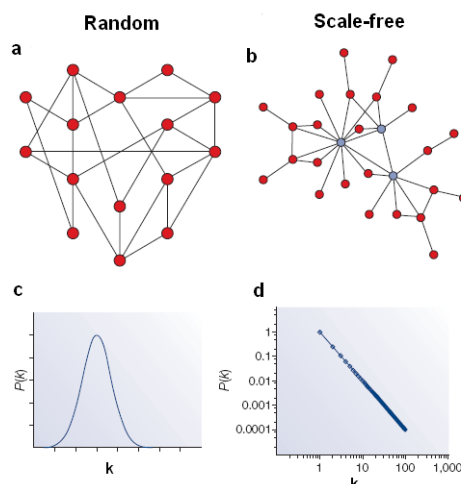 Random
Scale-free
a
b
c
P(k)
k
d
P(k)
1
0.1
0.01
0.001
0.0001
1
10
100
1,000
k